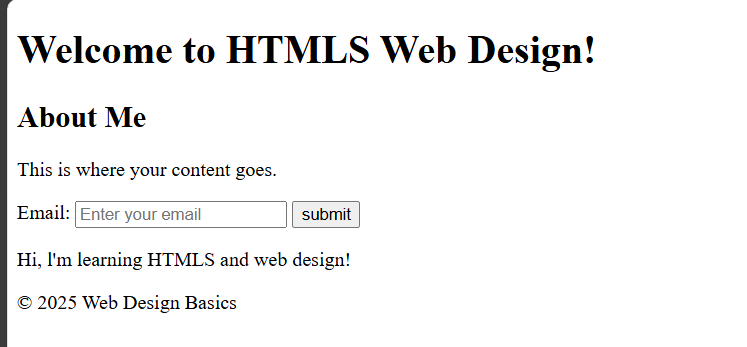 Welcome to HTMLS Web Design!
About Me
This is where your content goes.
Email: Enter your email submit
Hi, l'm learning HTMLS and web design!
© 2025 Web Design Basics